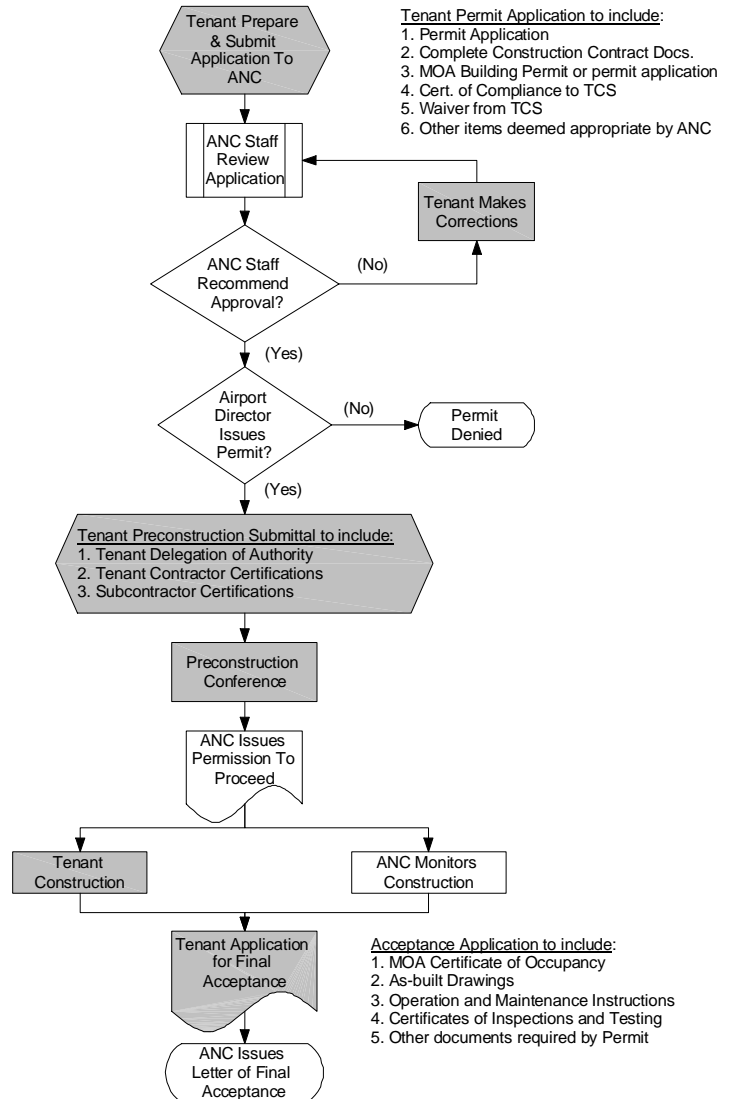 Tenant Prepare
& Submit
Application To
ANC
Tenant Permit Application to include:
1. Permit Application
2. Complete Construction Contract Docs.
3. MOA Building Permit or permit application
4. Cert. of Compliance to TCS
5. Waiver from TCS
6. Other items deemed appropriate by ANC
ANC Staff
Review
Application
Tenant Makes
Corrections
ANC Staff
Recommend
Approval?
(No)
(Yes)
Airport
Director
Issues
Permit?
(No)
Permit
Denied
(Yes)
Tenant Preconstruction Submittal to include:
1. Tenant Delegation of Authority
2. Tenant Contractor Certifications
3. Subcontractor Certifications
Preconstruction
Conference
ANC Issues
Permission To
Proceed
Tenant
Construction
ANC Monitors
Construction
Tenant Application
for Final
Acceptance
Acceptance Application to include:
1. MOA Certificate of Occupancy
2. As-built Drawings
3. Operation and Maintenance Instructions
4. Certificates of Inspections and Testing
5. Other documents required by Permit
ANC Issues
Letter of Final
Acceptance